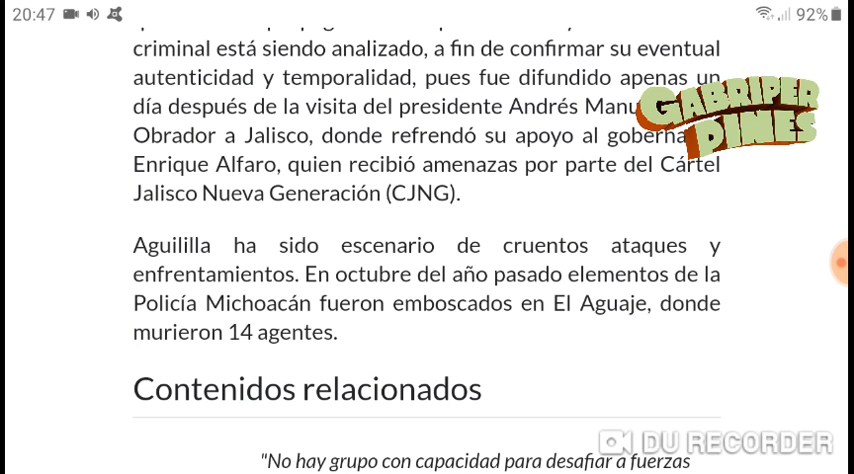 20:47
92%
criminal está siendo analizado, a fin de confirmar su eventual
autenticidad y temporalidad, pues fue difundido apenas un
día después de la visita del presidente Andrés Manu
Obrador a Jalisco, donde refrendó su apoyo al goberna
Enrique Alfaro, quien recibió amenazas por parte del Cártel
Jalisco Nueva Generación (CJNG).
GABRIPER
PINES
Aguililla ha sido escenario de cruentos ataques y
enfrentamientos. En octubre del año pasado elementos de la
Policía Michoacán fueron emboscados en El Aguaje, donde
murieron 14 agentes.
Contenidos relacionados
"No hay grupo con capacidad para desafiar a fuerzas
DU RECORDER